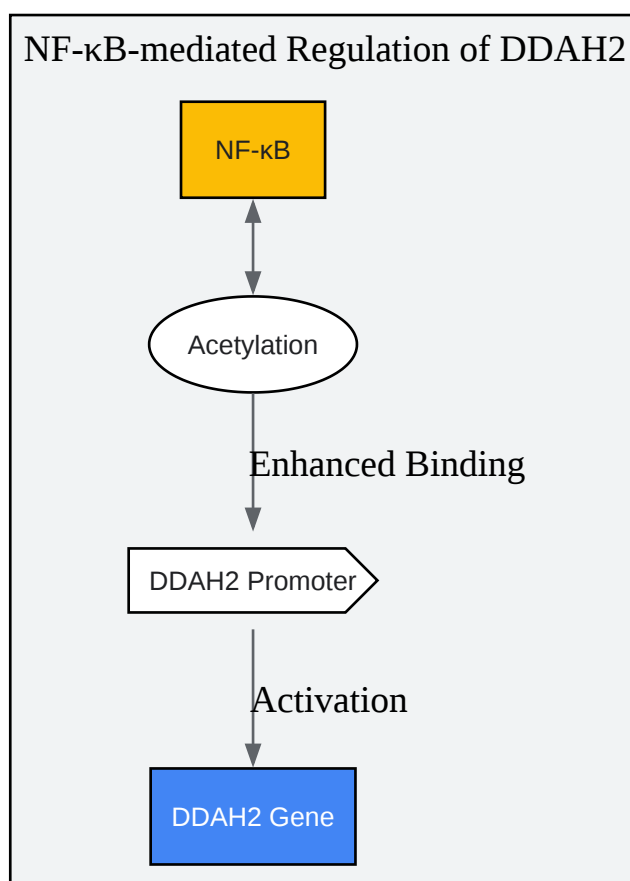 NF-κB-mediated Regulation of DDAH2
NF-κB
Acetylation
Enhanced Binding
DDAH2 Promoter
Activation
DDAH2 Gene